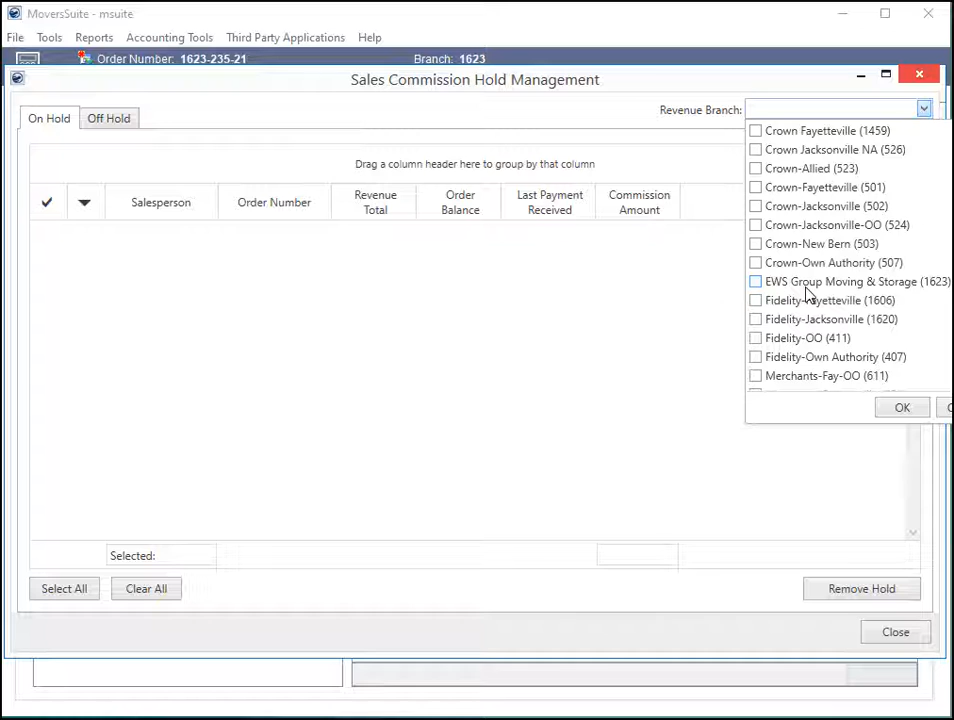 MoversSuite - msuite
File Tools Reports Accounting Tools Third Party Applications Help
Order Number: 1623-235-21 Branch: 1623
Sales Commission Hold Management
On Hold Off Hold Revenue Branch:
Drag a column header here to group by that column
Salesperson Order Number Revenue Total Order Balance Last Payment Received Commission Amount
Crown Fayetteville (1459)
Crown Jacksonville NA (526)
Crown-Allied (523)
Crown-Fayetteville (501)
Crown-Jacksonville (502)
Crown-Jacksonville-OO (524)
Crown-New Bern (503)
Crown-Own Authority (507)
EWS Group Moving & Storage (1623)
Fidelity-Fayetteville (1606)
Fidelity-Jacksonville (1620)
Fidelity-OO (411)
Fidelity-Own Authority (407)
Merchants-Fay-OO (611)
OK
Selected:
Select All Clear All Remove Hold
Close